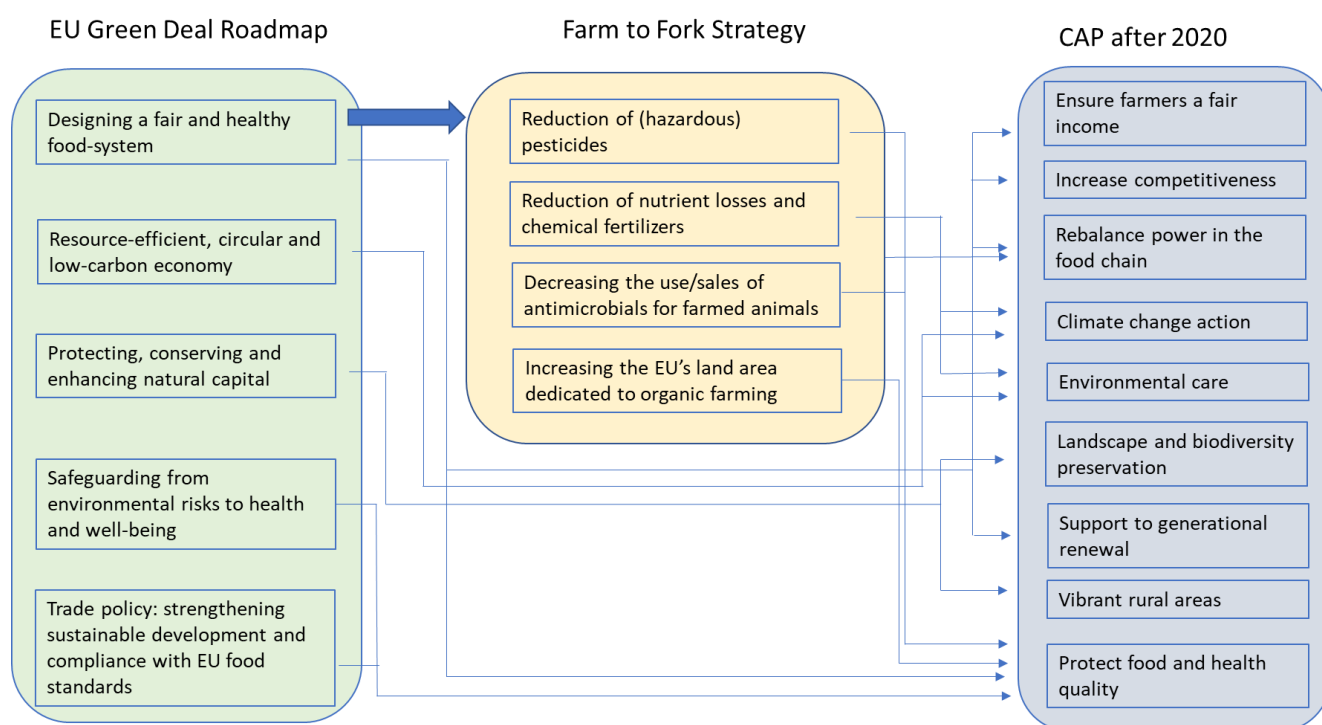 EU Green Deal Roadmap
Designing a fair and healthy
food-system
Resource-efficient, circular and
low-carbon economy
Protecting, conserving and
enhancing natural capital
Safeguarding from
environmental risks to health
and well-being
Trade policy: strengthening
sustainable development and
compliance with EU food
standards
Farm to Fork Strategy
Reduction of (hazardous)
pesticides
Reduction of nutrient losses and
chemical fertilizers
Decreasing the use/sales of
antimicrobials for farmed animals
Increasing the EU’s land area
dedicated to organic farming
CAP after 2020
Ensure farmers a fair
income
Increase competitiveness
Rebalance power in the
food chain
Climate change action
Environmental care
Landscape and biodiversity
preservation
Support to generational
renewal
Vibrant rural areas
Protect food and health
quality